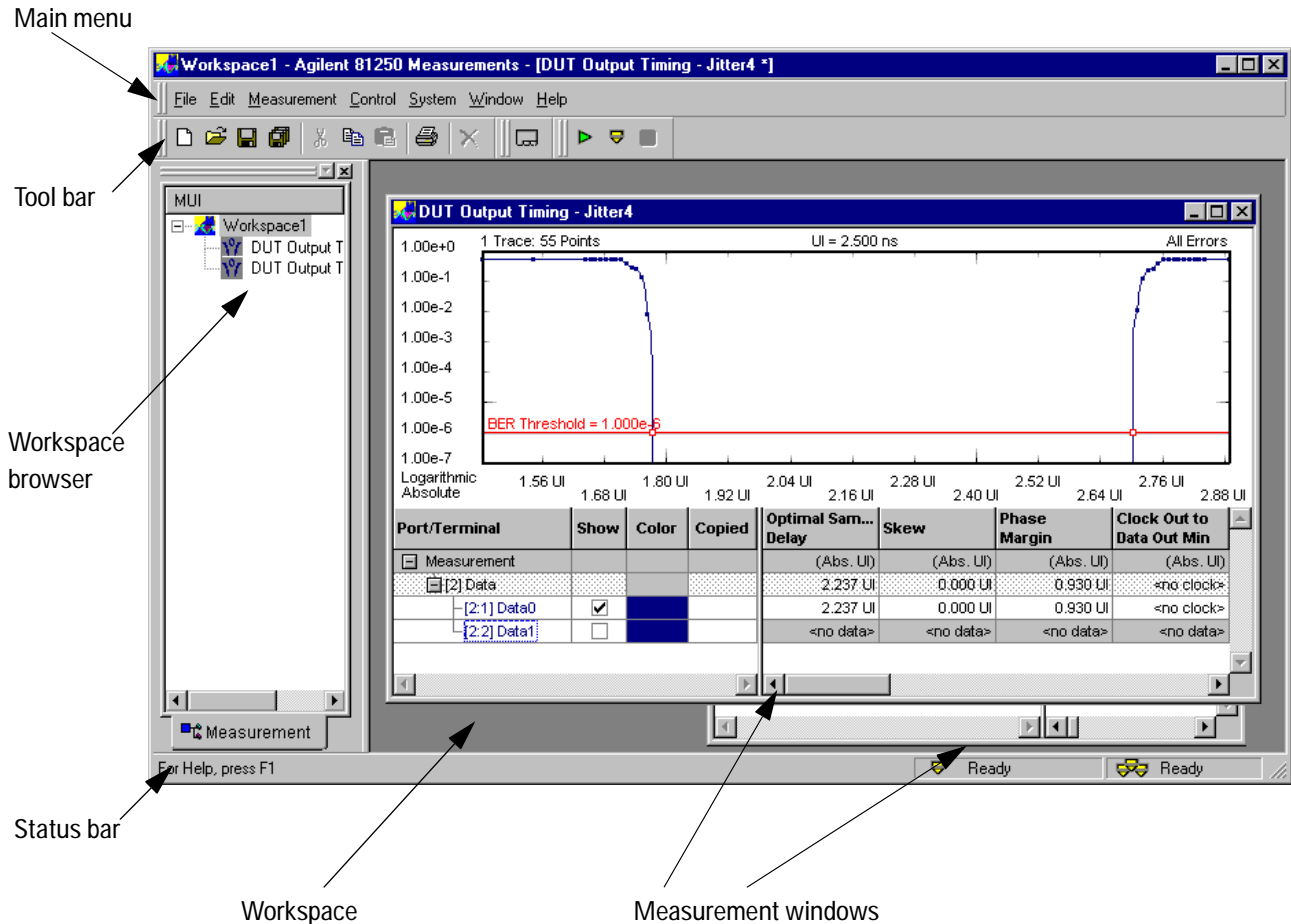 Main menu
Workspace1 - Agilent 81250 Measurements - [DUT Output Timing - Jitter4 *]
File Edit Measurement Control System Window Help
Tool bar
MUI
Workspace1
DUT Output T
DUT Output T
DUT Output Timing - Jitter4
1 Trace: 55 Points UI = 2.500 ns All Errors
1.00e+0
1.00e-1
1.00e-2
1.00e-3
1.00e-4
1.00e-5
1.00e-6
BER Threshold = 1.000e-6
1.00e-7
Logarithmic
Absolute
1.56 UI 1.80 UI 2.04 UI 2.28 UI 2.52 UI 2.76 UI
1.68 UI 1.92 UI 2.16 UI 2.40 UI 2.64 UI 2.88 UI
Workspace
browser
Port/Terminal Show Color Copied Optimal Sam... Delay Skew Phase Margin Clock Out to Data Out Min
Measurement (Abs. UI) (Abs. UI) (Abs. UI) (Abs. UI)
[2] Data 2.237 UI 0.000 UI 0.930 UI <no clock>
[2:1] Data0 2.237 UI 0.000 UI 0.930 UI <no clock>
[2:2] Data1 <no data> <no data> <no data> <no data>
Measurement
For Help, press F1 Ready Ready
Status bar
Workspace
Measurement windows